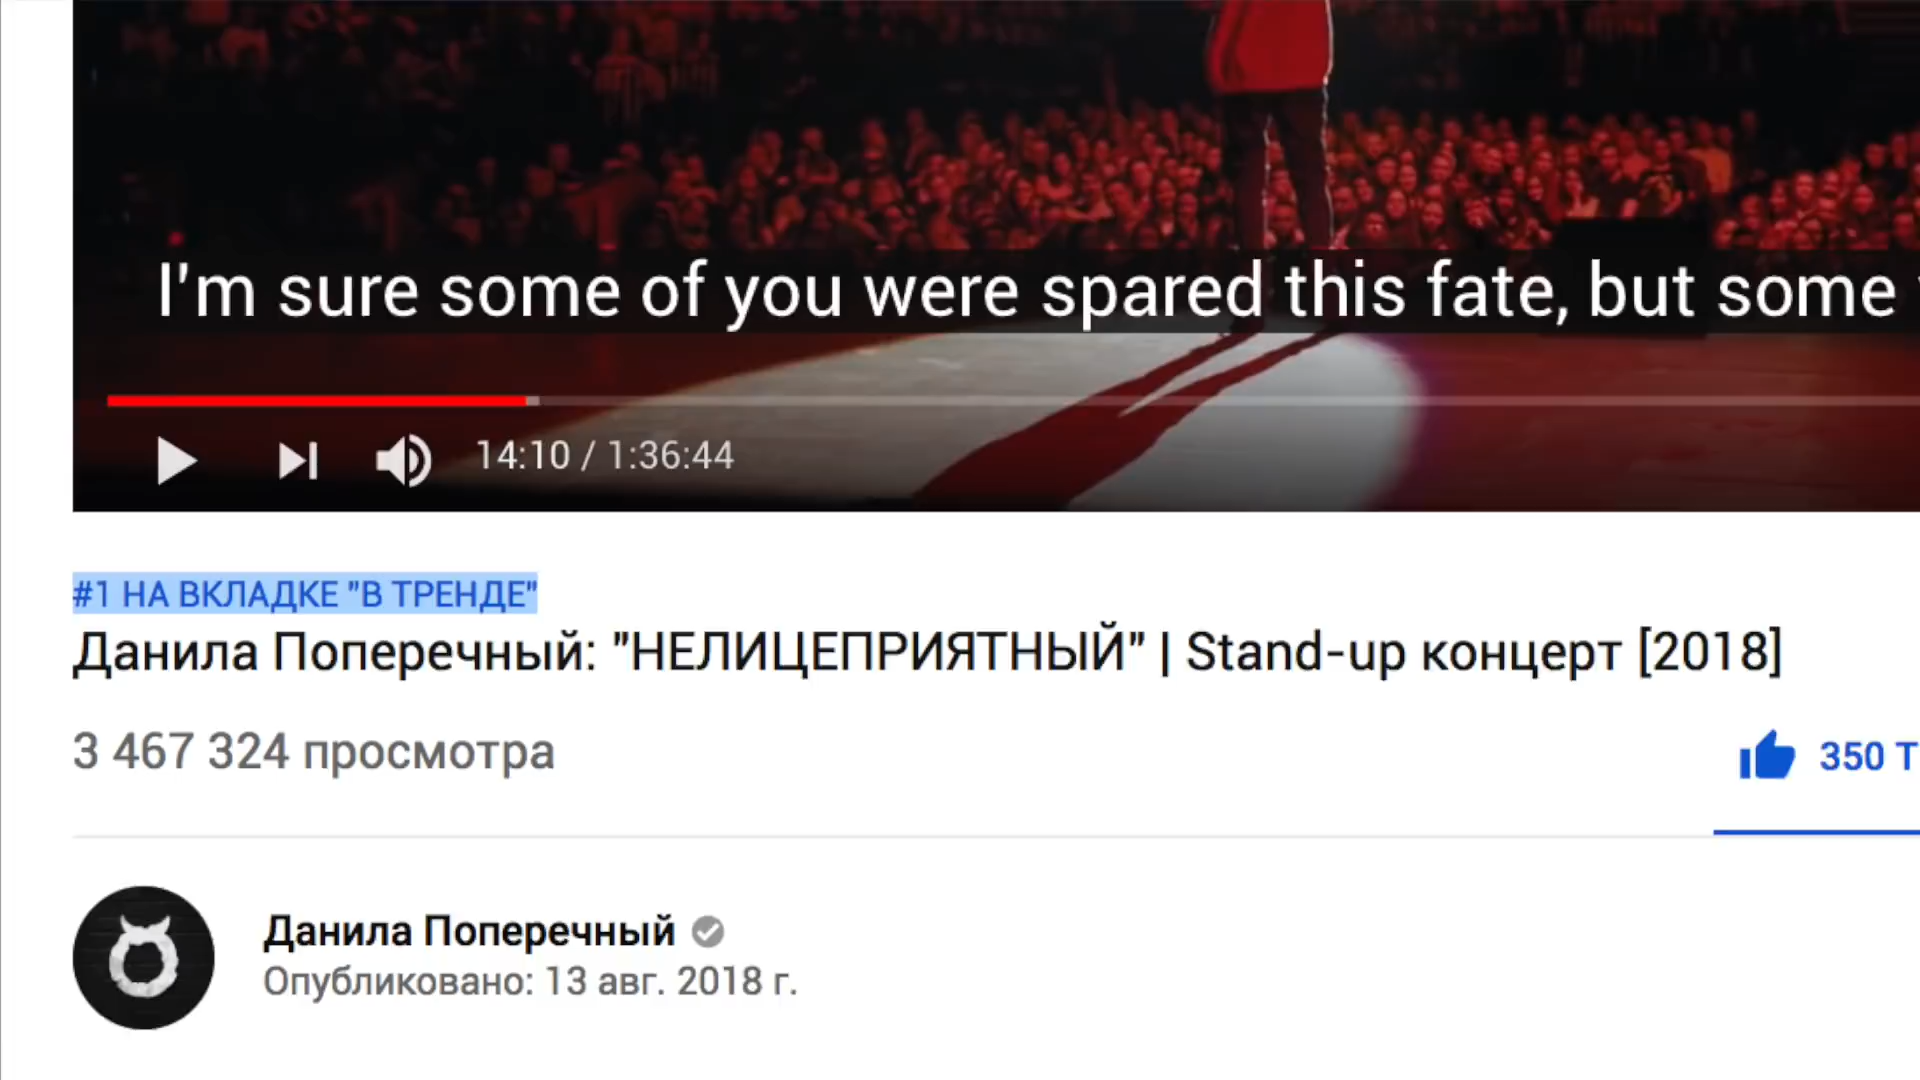 I'm sure some of you were spared this fate, but some
14:10 / 1:36:44
#1 НА ВКЛАДКЕ "В ТРЕНДЕ"
Данила Поперечный: "НЕЛИЦЕПРИЯТНЫЙ" | Stand-up концерт [2018]
3 467 324 просмотра
350 Т
Данила Поперечный
Опубликовано: 13 авг. 2018 г.